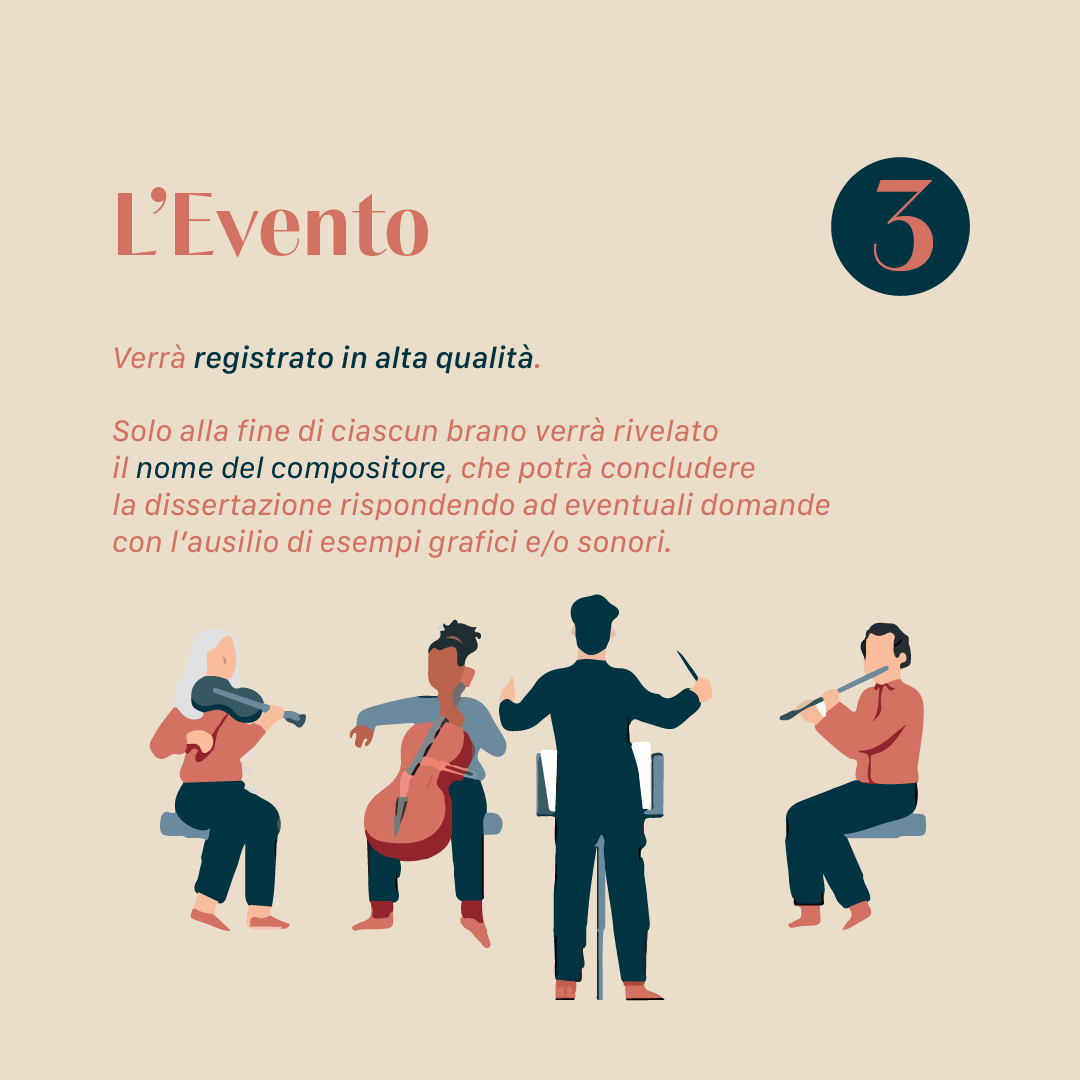 L’Evento
3
Verrà registrato in alta qualità.
Solo alla fine di ciascun brano verrà rivelato
il nome del compositore, che potrà concludere
la dissertazione rispondendo ad eventuali domande
con l’ausilio di esempi grafici e/o sonori.